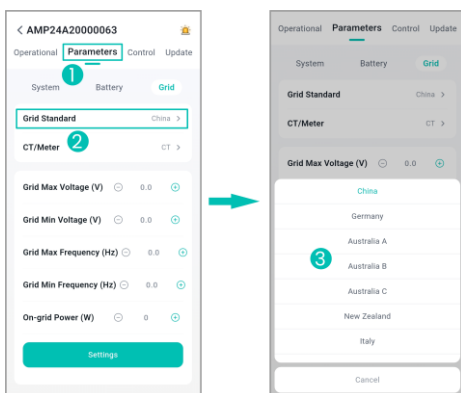 < AMP24A20000063
Operational Parameters Control Update
1
System Battery Grid
Grid Standard China >
2
CT/Meter CT >
Grid Max Voltage (V) 0.0
Grid Min Voltage (V) 0.0
Grid Max Frequency (Hz) 0.0
Grid Min Frequency (Hz) 0.0
On-grid Power (W) 0
Settings
Operational Parameters Control Update
System Battery Grid
Grid Standard China >
CT/Meter CT >
Grid Max Voltage (V) 0.0
China
Germany
Australia A
3
Australia B
Australia C
New Zealand
Italy
Cancel